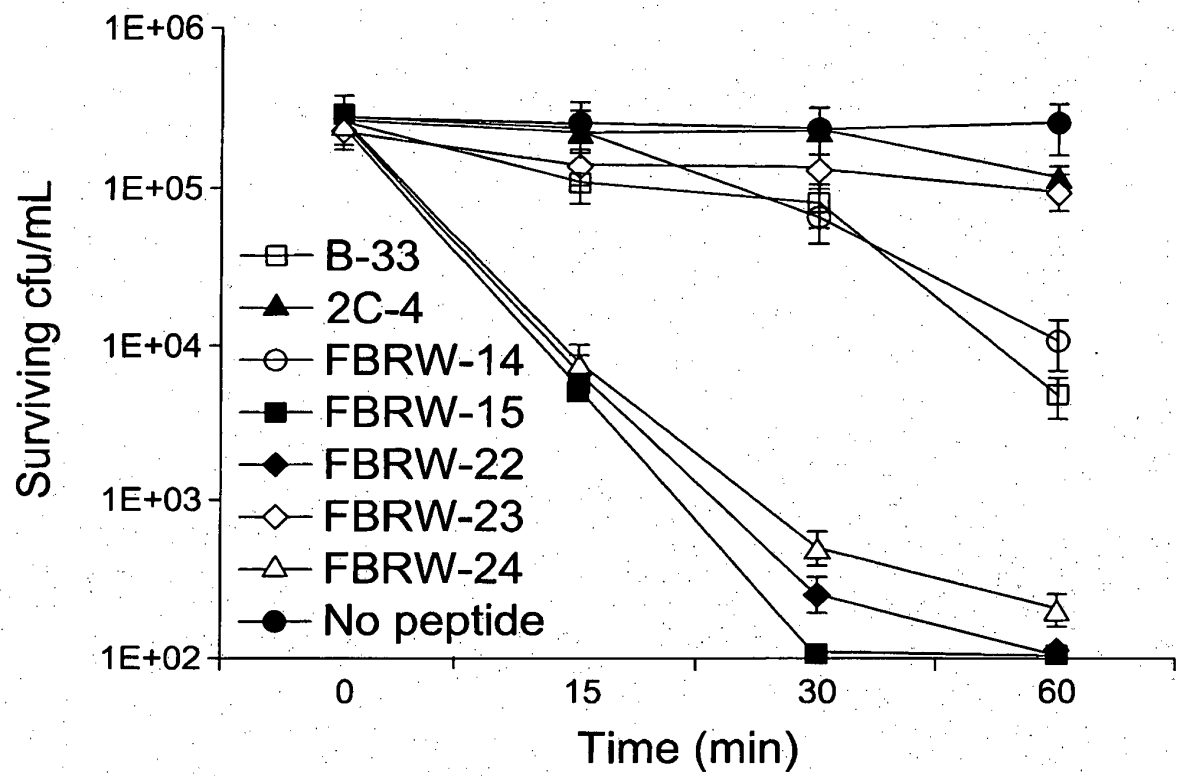 1E+06
1E+05
1E+04
1E+03
1E+02
Surviving cfu/mL
B-33
2C-4
FBRW-14
FBRW-15
FBRW-22
FBRW-23
FBRW-24
No peptide
0 15 30 60
Time (min)